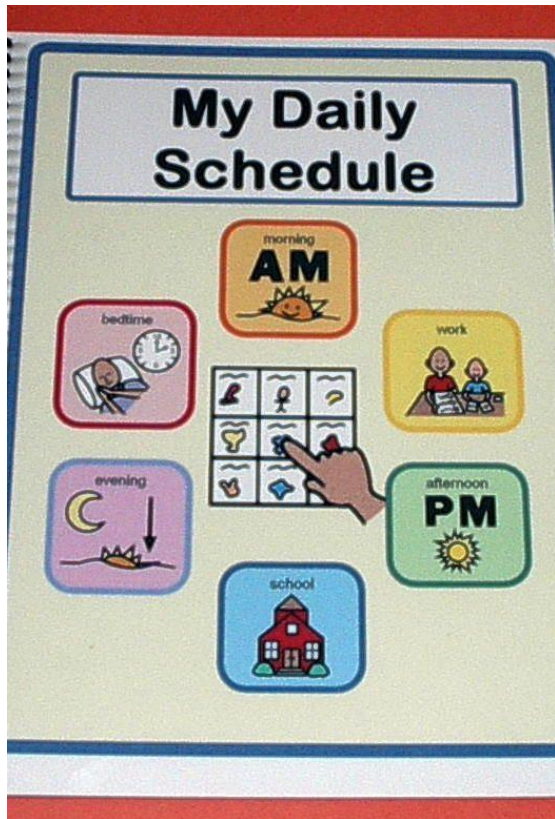 My Daily
Schedule
morning
AM
bedtime
work
evening
afternoon
PM
school